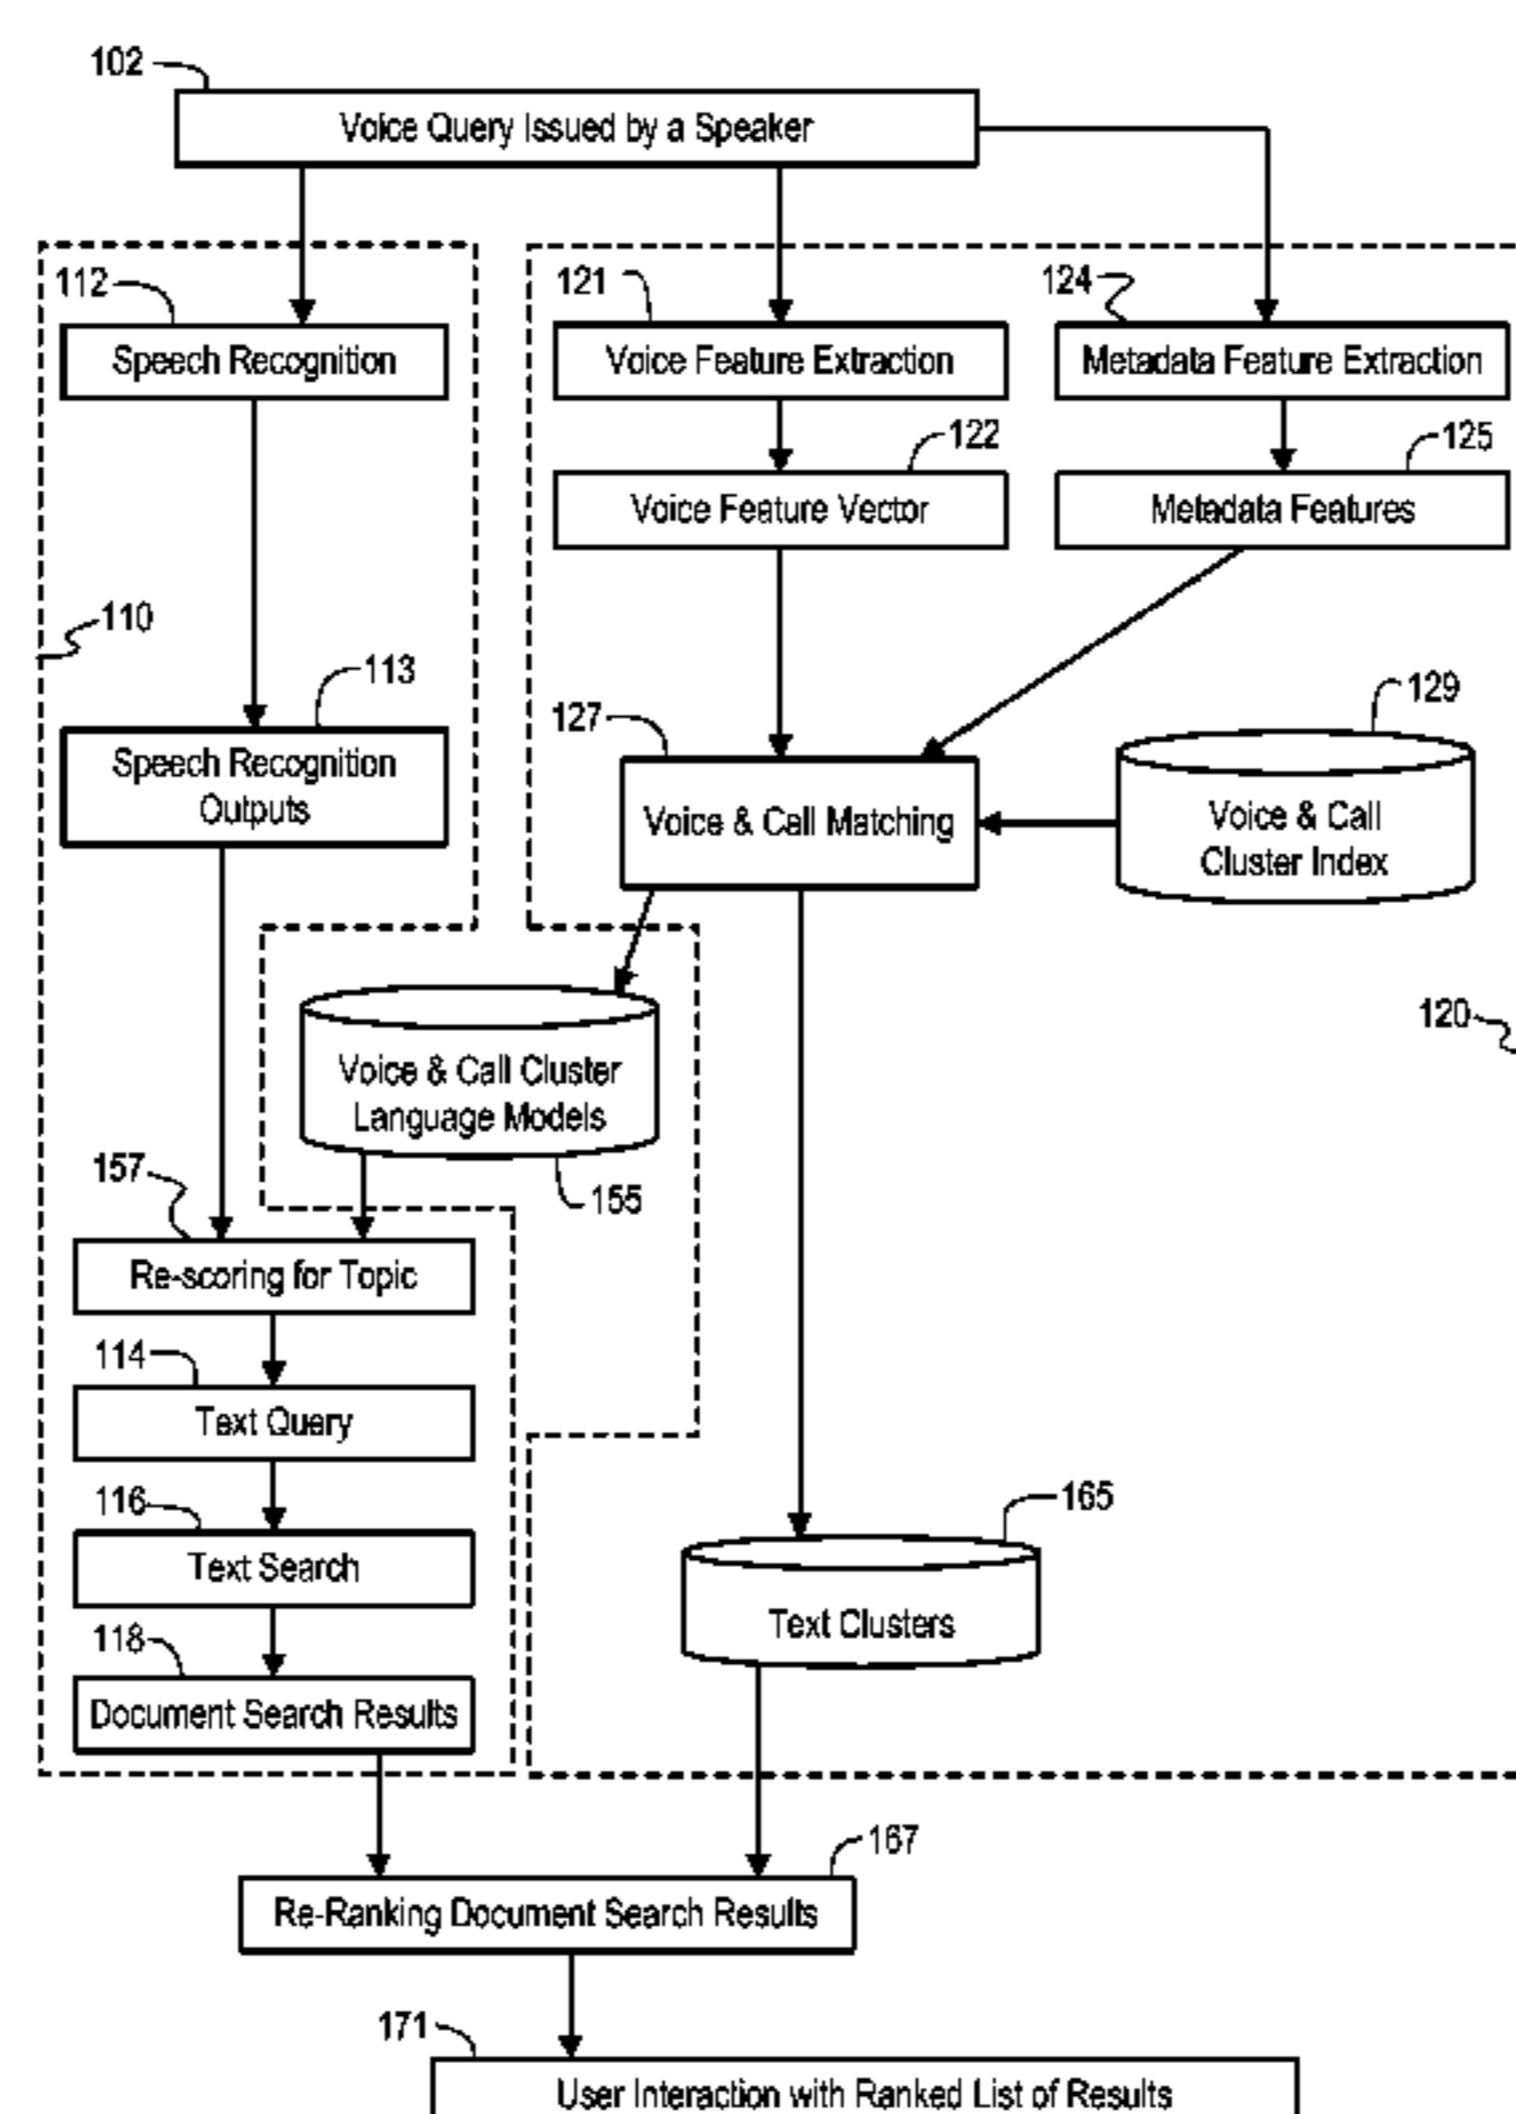 102
Voice Query Issued by a Speaker
112
121
124
Speech Recognition
Voice Feature Extraction
Metadata Feature Extraction
122
125
Voice Feature Vector
Metadata Features
110
113
127
129
Speech Recognition
Outputs
Voice & Call Matching
Voice & Call
Cluster Index
120
Voice & Call Cluster
Language Models
157
155
Re-scoring for Topic
114
Text Query
116
165
Text Search
Text Clusters
118
Document Search Results
167
Re-Ranking Document Search Results
171
User Interaction with Ranked List of Results